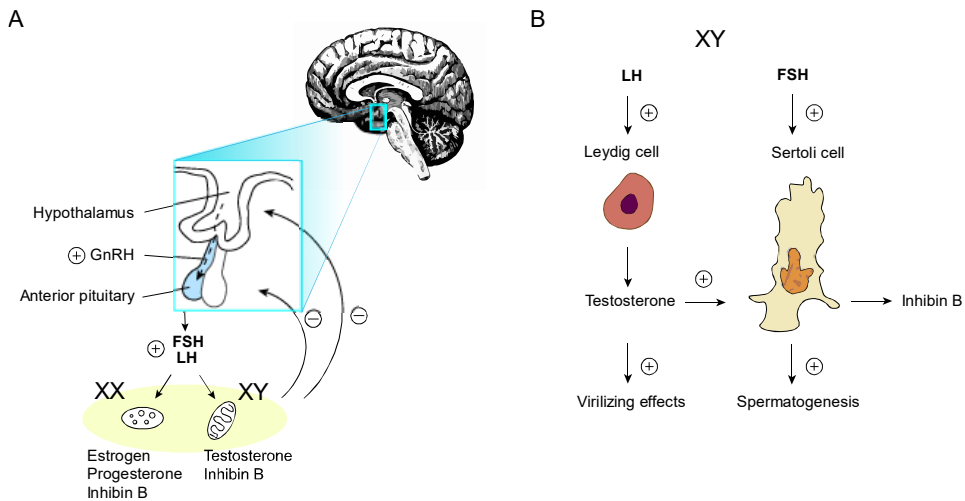 A
Hypothalamus
+ GnRH
Anterior pituitary
− −
+ FSH
LH
XX XY
Estrogen
Progesterone
Inhibin B
Testosterone
Inhibin B
B
XY
LH FSH
+ +
Leydig cell Sertoli cell
+
Testosterone Inhibin B
+ +
Virilizing effects Spermatogenesis